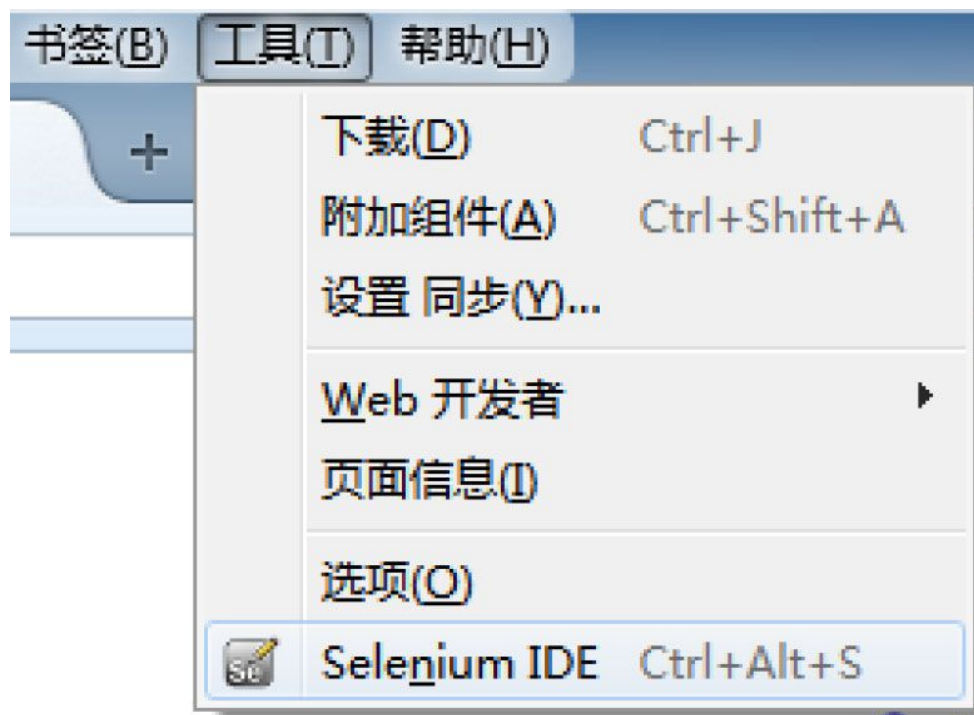 书签(B) 工具(T) 帮助(H)
+
下载(D) Ctrl+J
附加组件(A) Ctrl+Shift+A
设置 同步(Y)...
Web 开发者
页面信息(I)
选项(O)
Se
Selenium IDE Ctrl+Alt+S